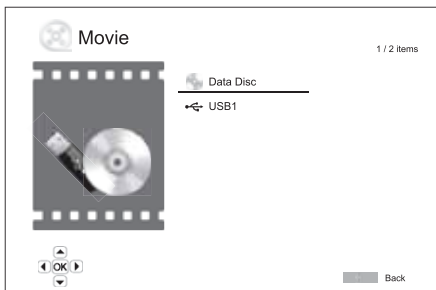 Movie
1 / 2 items
Data Disc
USB1
OK
Back